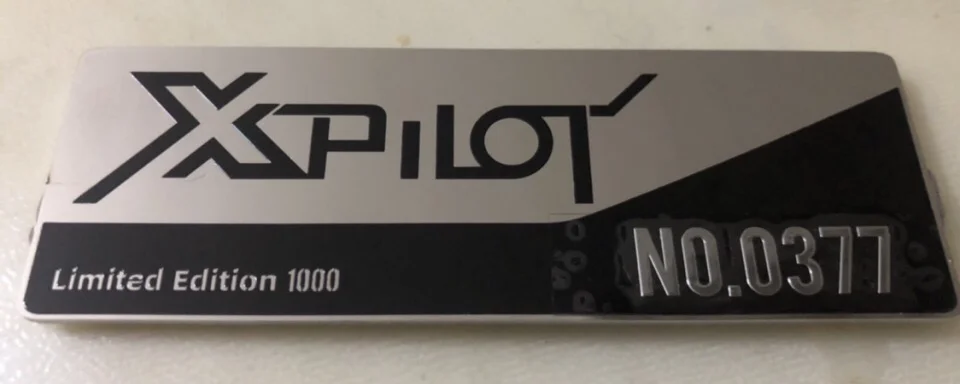 XPILOT
Limited Edition 1000
NO.0377